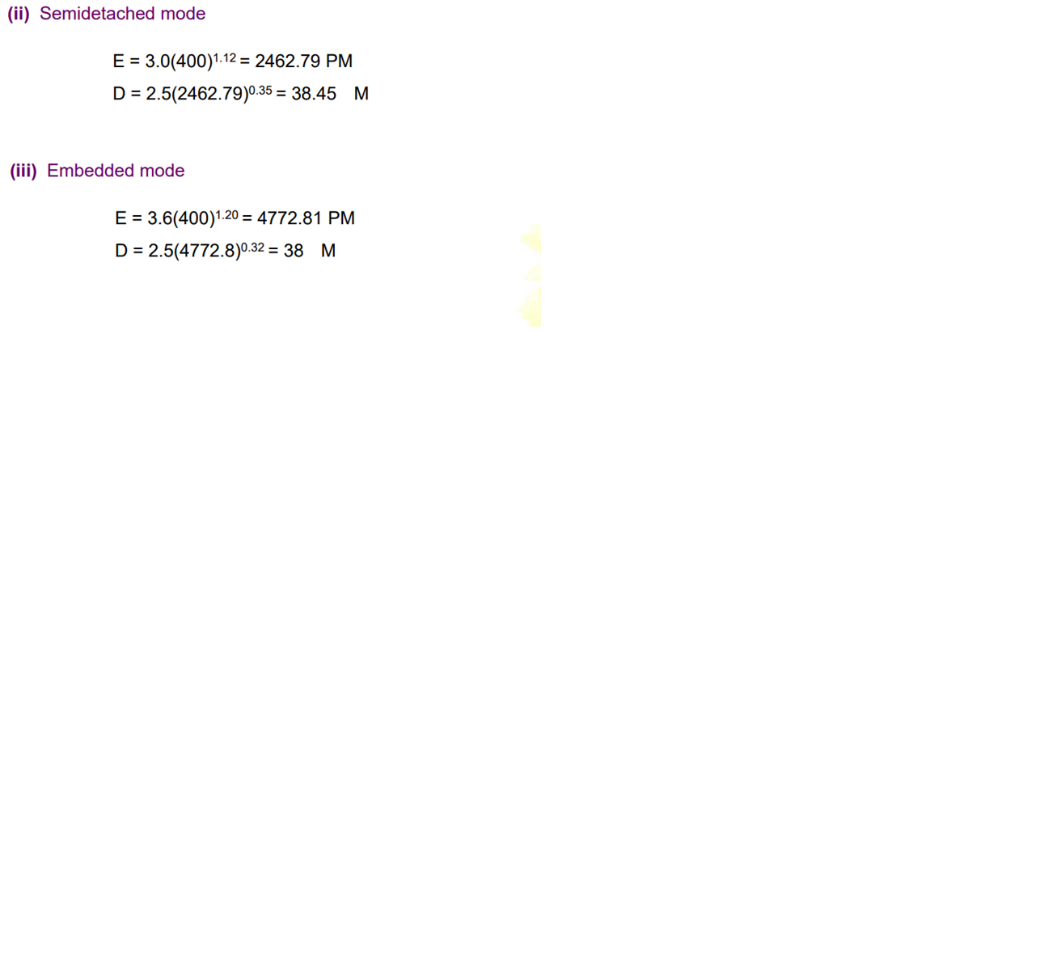 (ii) Semidetached mode
E = 3.0(400)1.12 = 2462.79 PM
D = 2.5(2462.79)0.35 = 38.45 M
(iii) Embedded mode
E = 3.6(400)1.20 = 4772.81 PM
D = 2.5(4772.8)0.32 = 38 M